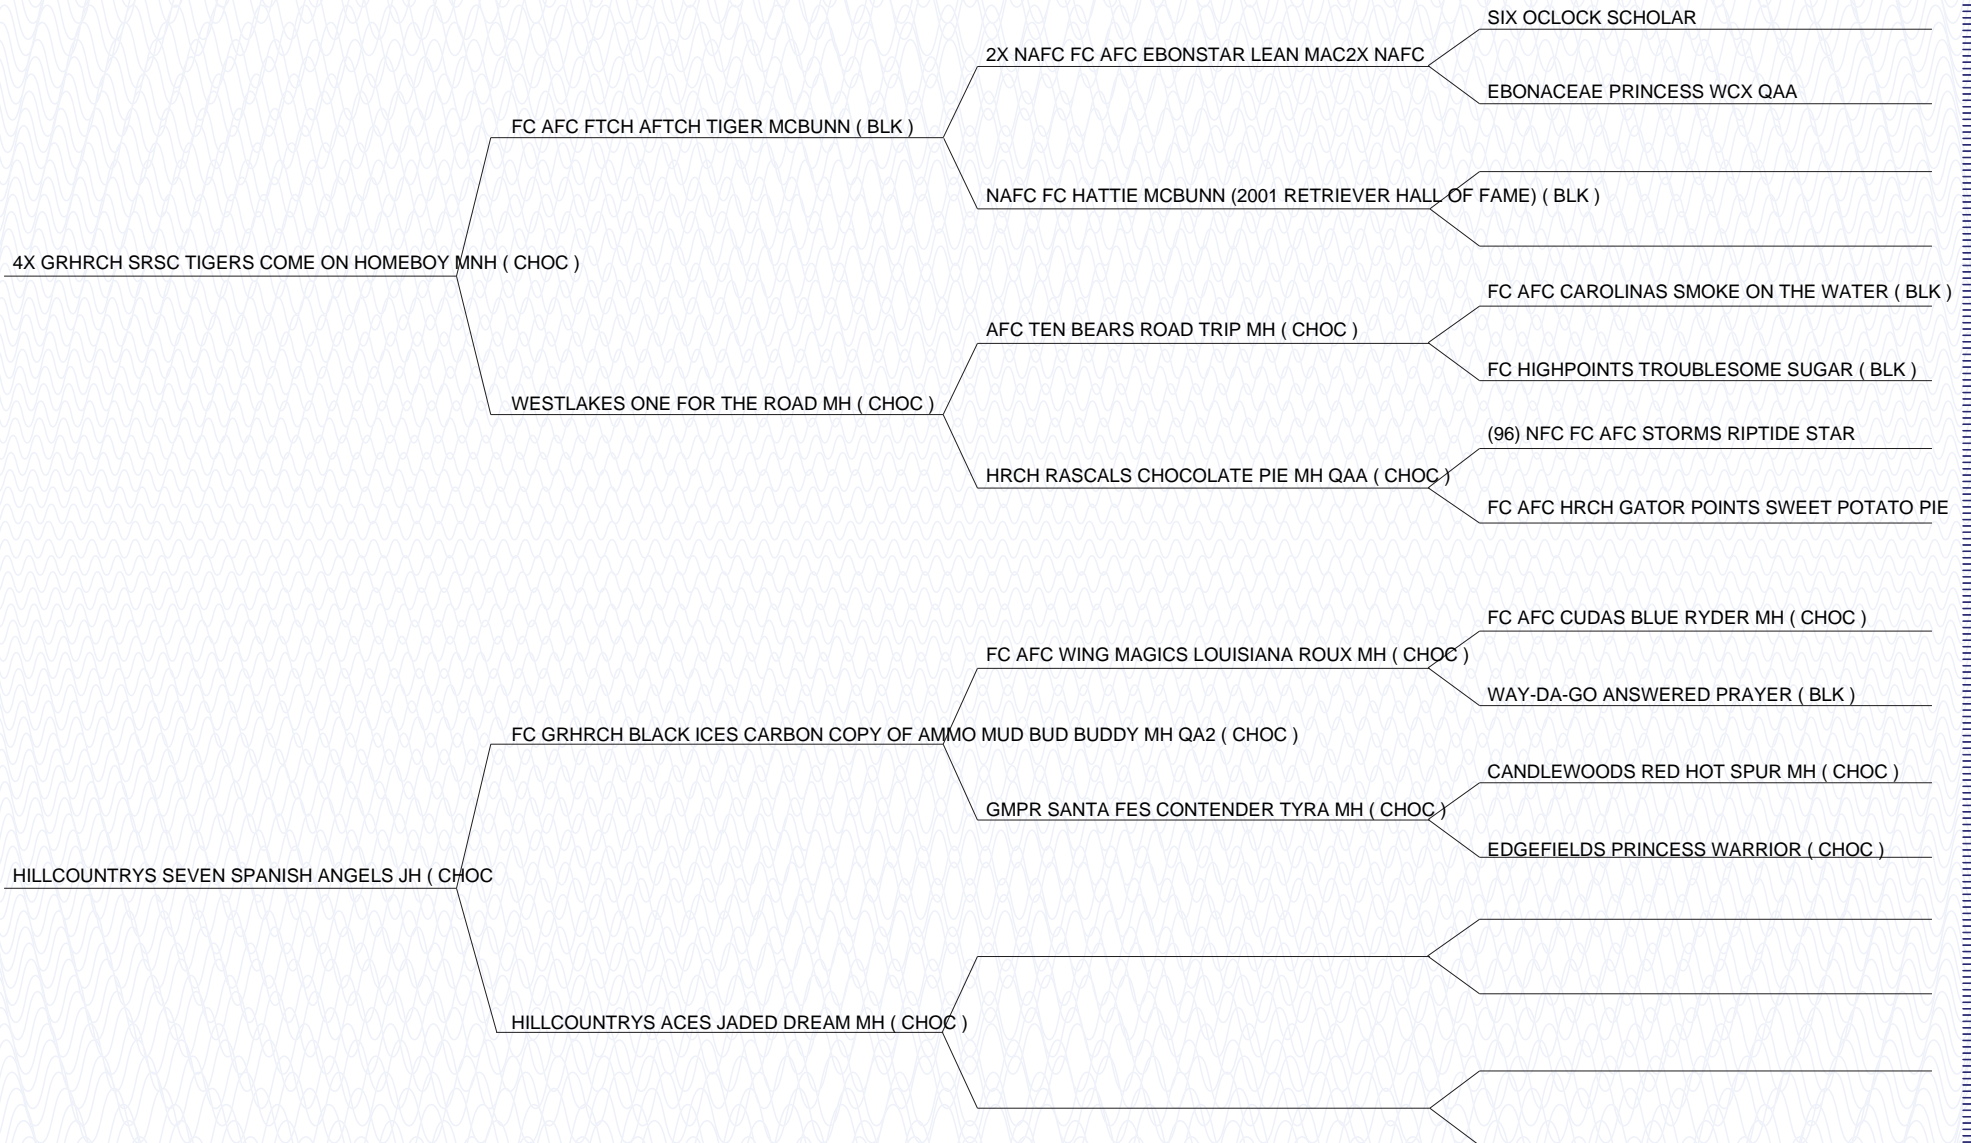 SIX OCLOCK SCHOLAR
2X NAFC FC AFC EBONSTAR LEAN MAC2X NAFC
EBONACEAE PRINCESS WCX QAA
FC AFC FTCH AFTCH TIGER MCBUNN ( BLK )
NAFC FC HATTIE MCBUNN (2001 RETRIEVER HALL OF FAME) ( BLK )
4X GRHRCH SRSC TIGERS COME ON HOMEBOY MNH ( CHOC )
FC AFC CAROLINAS SMOKE ON THE WATER ( BLK )
AFC TEN BEARS ROAD TRIP MH ( CHOC )
FC HIGHPOINTS TROUBLESOME SUGAR ( BLK )
WESTLAKES ONE FOR THE ROAD MH ( CHOC )
(96) NFC FC AFC STORMS RIPTIDE STAR
HRCH RASCALS CHOCOLATE PIE MH QAA ( CHOC )
FC AFC HRCH GATOR POINTS SWEET POTATO PIE
FC AFC CUDAS BLUE RYDER MH ( CHOC )
FC AFC WING MAGICS LOUISIANA ROUX MH ( CHOC )
WAY-DA-GO ANSWERED PRAYER ( BLK )
FC GRHRCH BLACK ICES CARBON COPY OF AMMO MUD BUD BUDDY MH QA2 ( CHOC )
CANDLEWOODS RED HOT SPUR MH ( CHOC )
GMPR SANTA FES CONTENDER TYRA MH ( CHOC )
EDGEFIELDS PRINCESS WARRIOR ( CHOC )
HILLCOUNTRYS SEVEN SPANISH ANGELS JH ( CHOC
HILLCOUNTRYS ACES JADED DREAM MH ( CHOC )